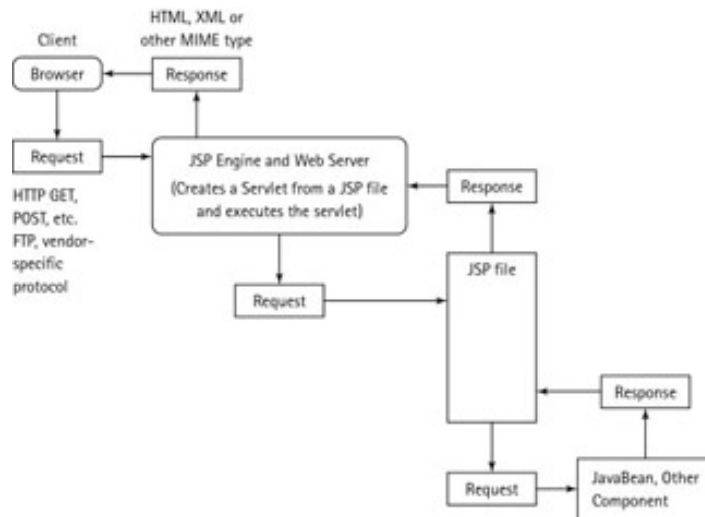 Client
HTML, XML or
other MIME type
Browser
Response
Request
HTTP GET,
POST, etc.
FTP, vendor-
specific
protocol
JSP Engine and Web Server
(Creates a Servlet from a JSP file
and executes the servlet)
Response
Request
JSP file
Response
Request
JavaBean, Other
Component